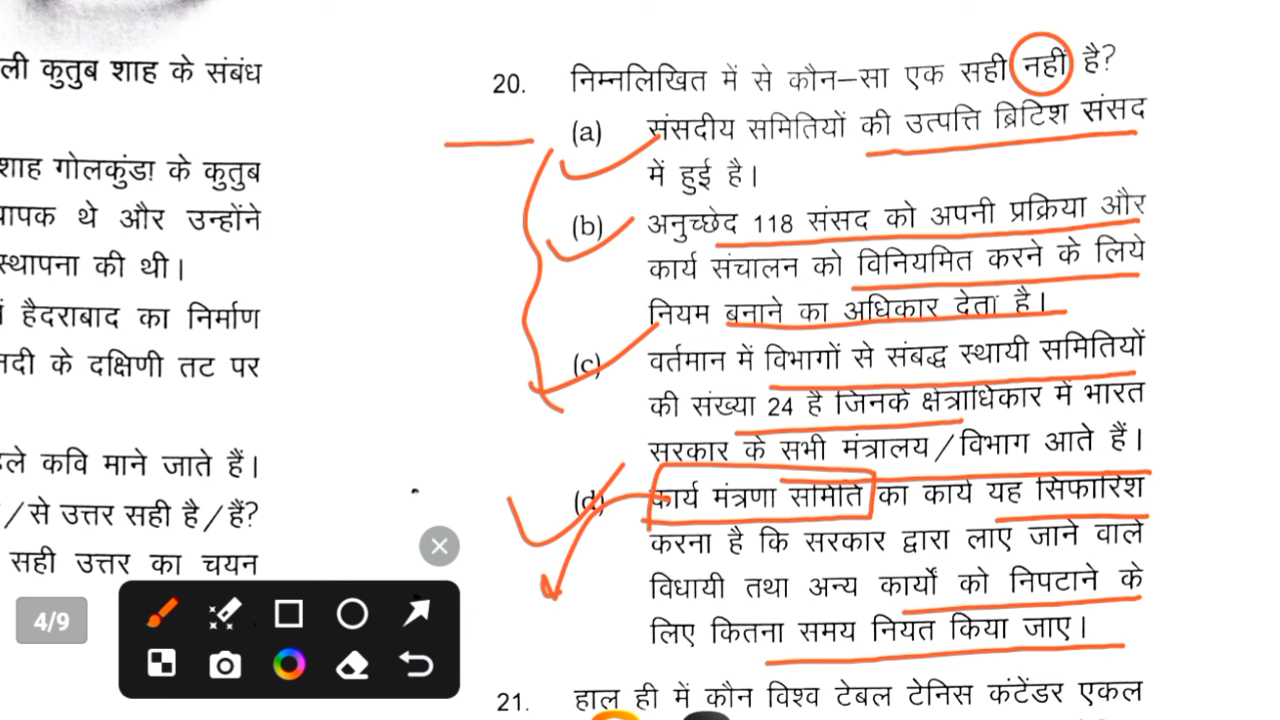 ली कुतुब शाह के संबंध
शाह गोलकुंडा के कुतुब
थे और उन्होंने
स्थापना की थी।
हैदराबाद का निर्माण
नदी के दक्षिणी तट पर
कवि माने जाते हैं।
/से उत्तर सही है/हैं?
सही उत्तर का चयन
20. निम्नलिखित में से कौन-सा एक सही नहीं है?
(a) संसदीय समितियों की उत्पत्ति ब्रिटिश संसद
में हुई है।
(b) अनुच्छेद 118 संसद को अपनी प्रक्रिया और
कार्य संचालन को विनियमित करने के लिये
नियम बनाने का अधिकार देता है।
(c) वर्तमान में विभागों से संबद्ध स्थायी समितियों
की संख्या 24 है जिनके क्षेत्राधिकार में भारत
सरकार के सभी मंत्रालय/विभाग आते हैं।
(d) कार्य मंत्रणा समिति का कार्य यह सिफारिश
करना है कि सरकार द्वारा लाए जाने वाले
विधायी तथा अन्य कार्यों को निपटाने के
लिए कितना समय नियत किया जाए।
21. हाल ही में कौन विश्व टेबल टेनिस कंटेंडर एकल
4/9